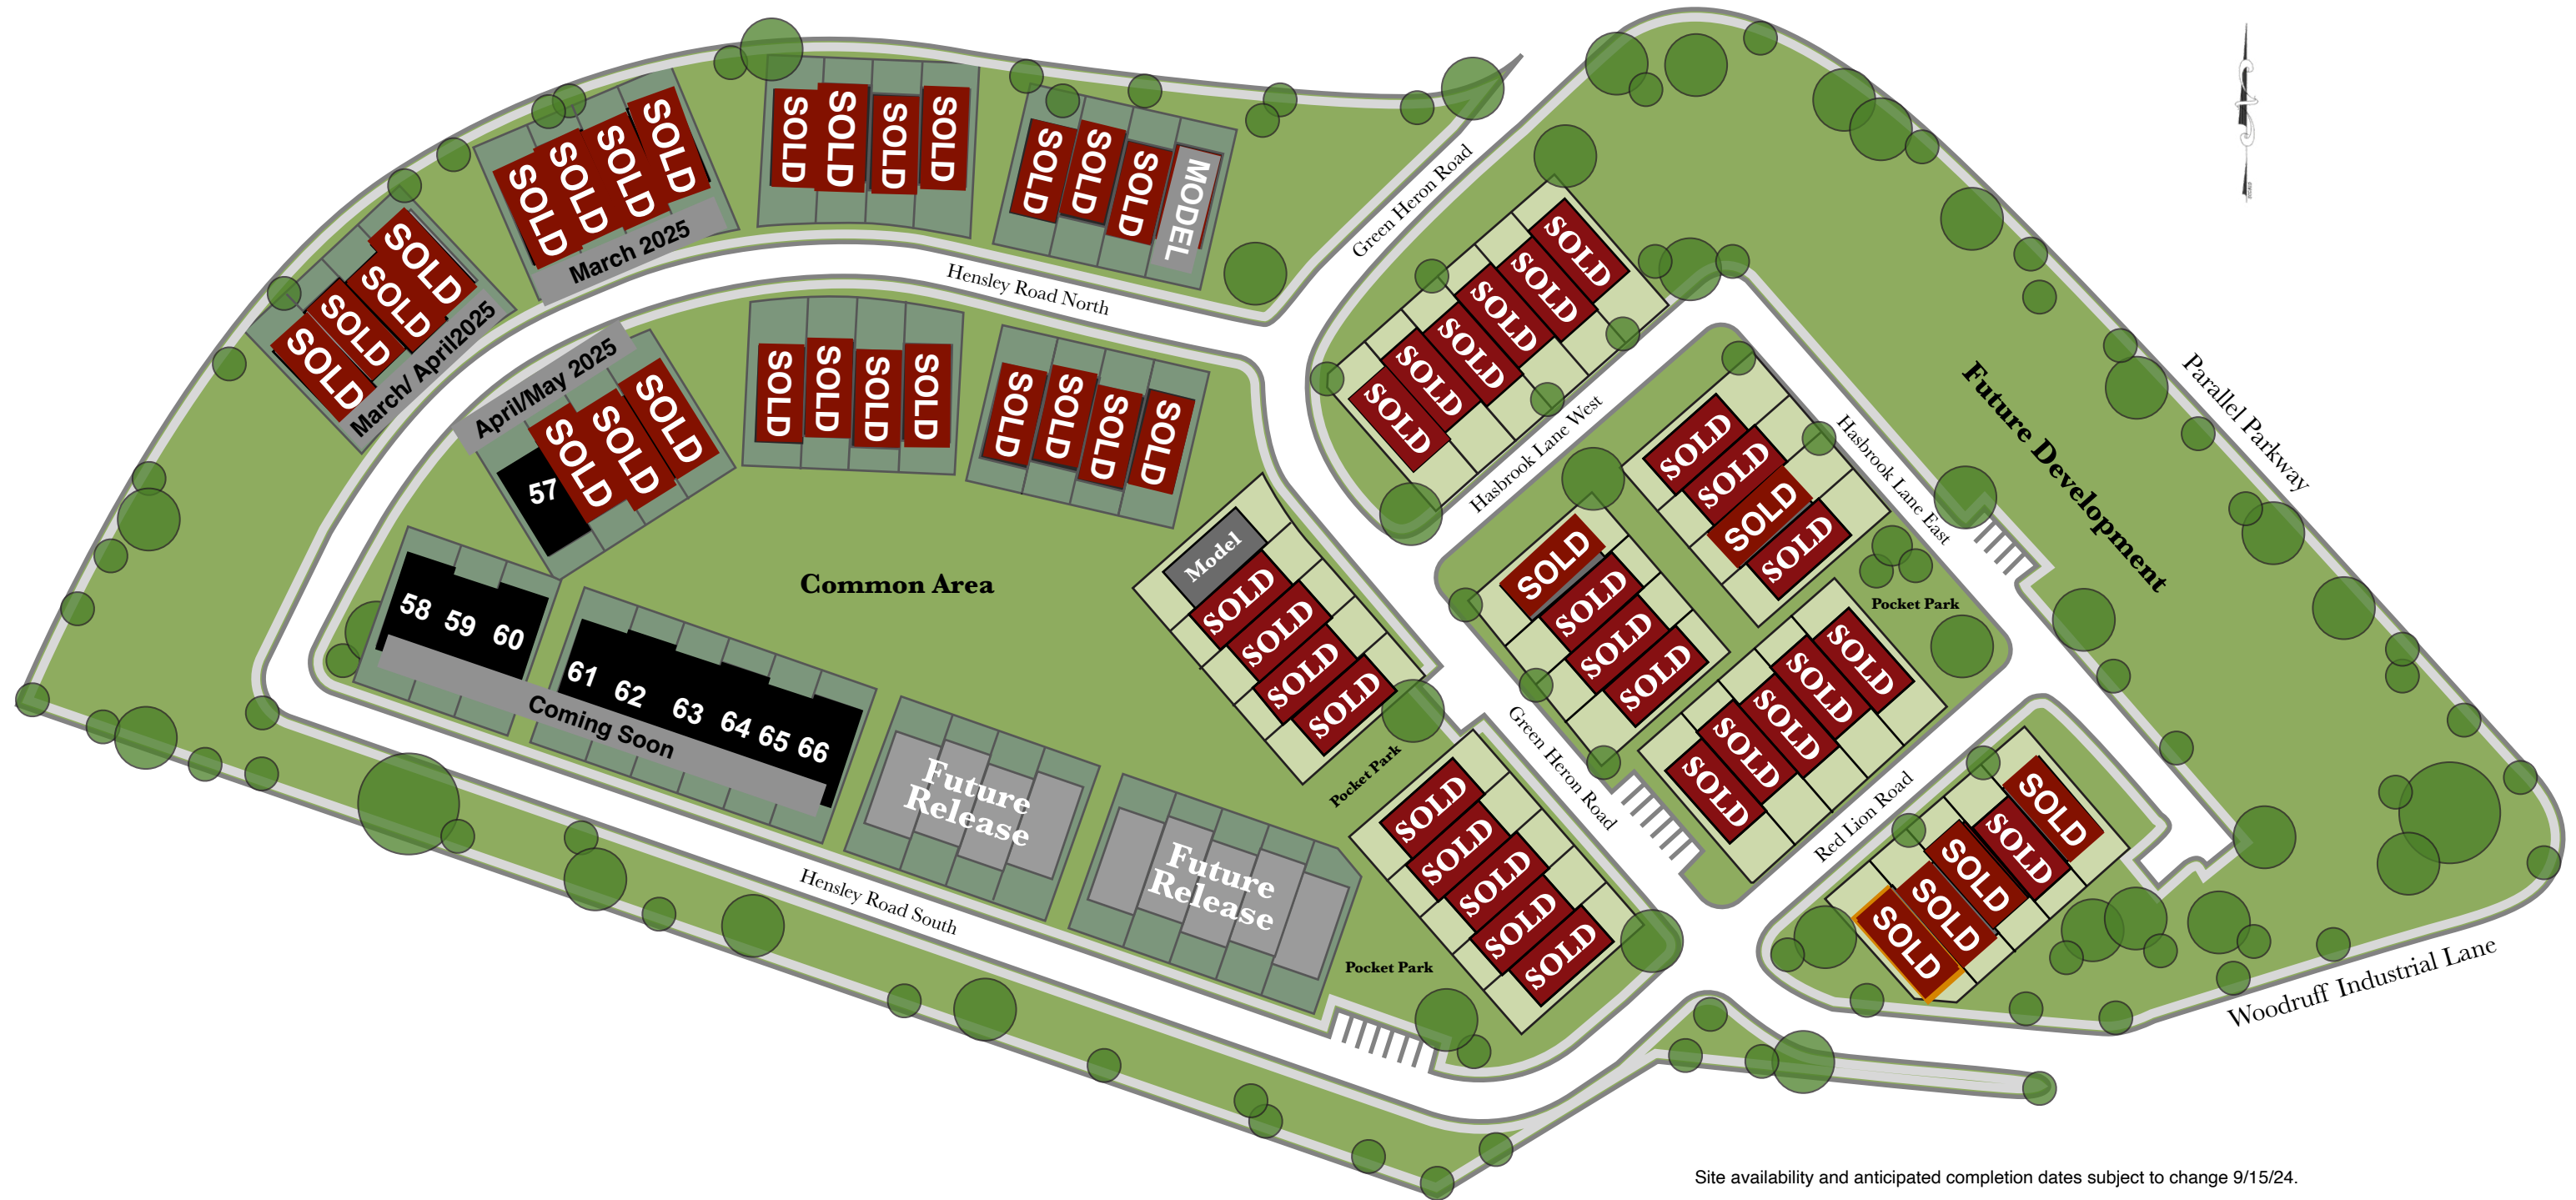 SOLD
SOLD
SOLD
SOLD
March/ April2025
SOLD
SOLD
SOLD
SOLD
March 2025
SOLD
SOLD
SOLD
SOLD
SOLD
SOLD
SOLD
MODEL
Hensley Road North
Green Heron Road
April/May 2025
57
SOLD
SOLD
SOLD
SOLD
SOLD
SOLD
SOLD
SOLD
SOLD
SOLD
SOLD
Common Area
58 59 60
61 62 63 64 65 66
Coming Soon
Future
Release
Future
Release
Hensley Road South
Model
SOLD
SOLD
SOLD
SOLD
Pocket Park
SOLD
SOLD
SOLD
SOLD
SOLD
Pocket Park
SOLD
SOLD
SOLD
SOLD
SOLD
SOLD
Hasbrook Lane West
SOLD
SOLD
SOLD
SOLD
Hasbrook Lane East
SOLD
SOLD
SOLD
SOLD
Green Heron Road
Pocket Park
SOLD
SOLD
SOLD
SOLD
SOLD
Red Lion Road
SOLD
SOLD
SOLD
SOLD
SOLD
Future Development
Parallel Parkway
Woodruff Industrial Lane
Site availability and anticipated completion dates subject to change 9/15/24.